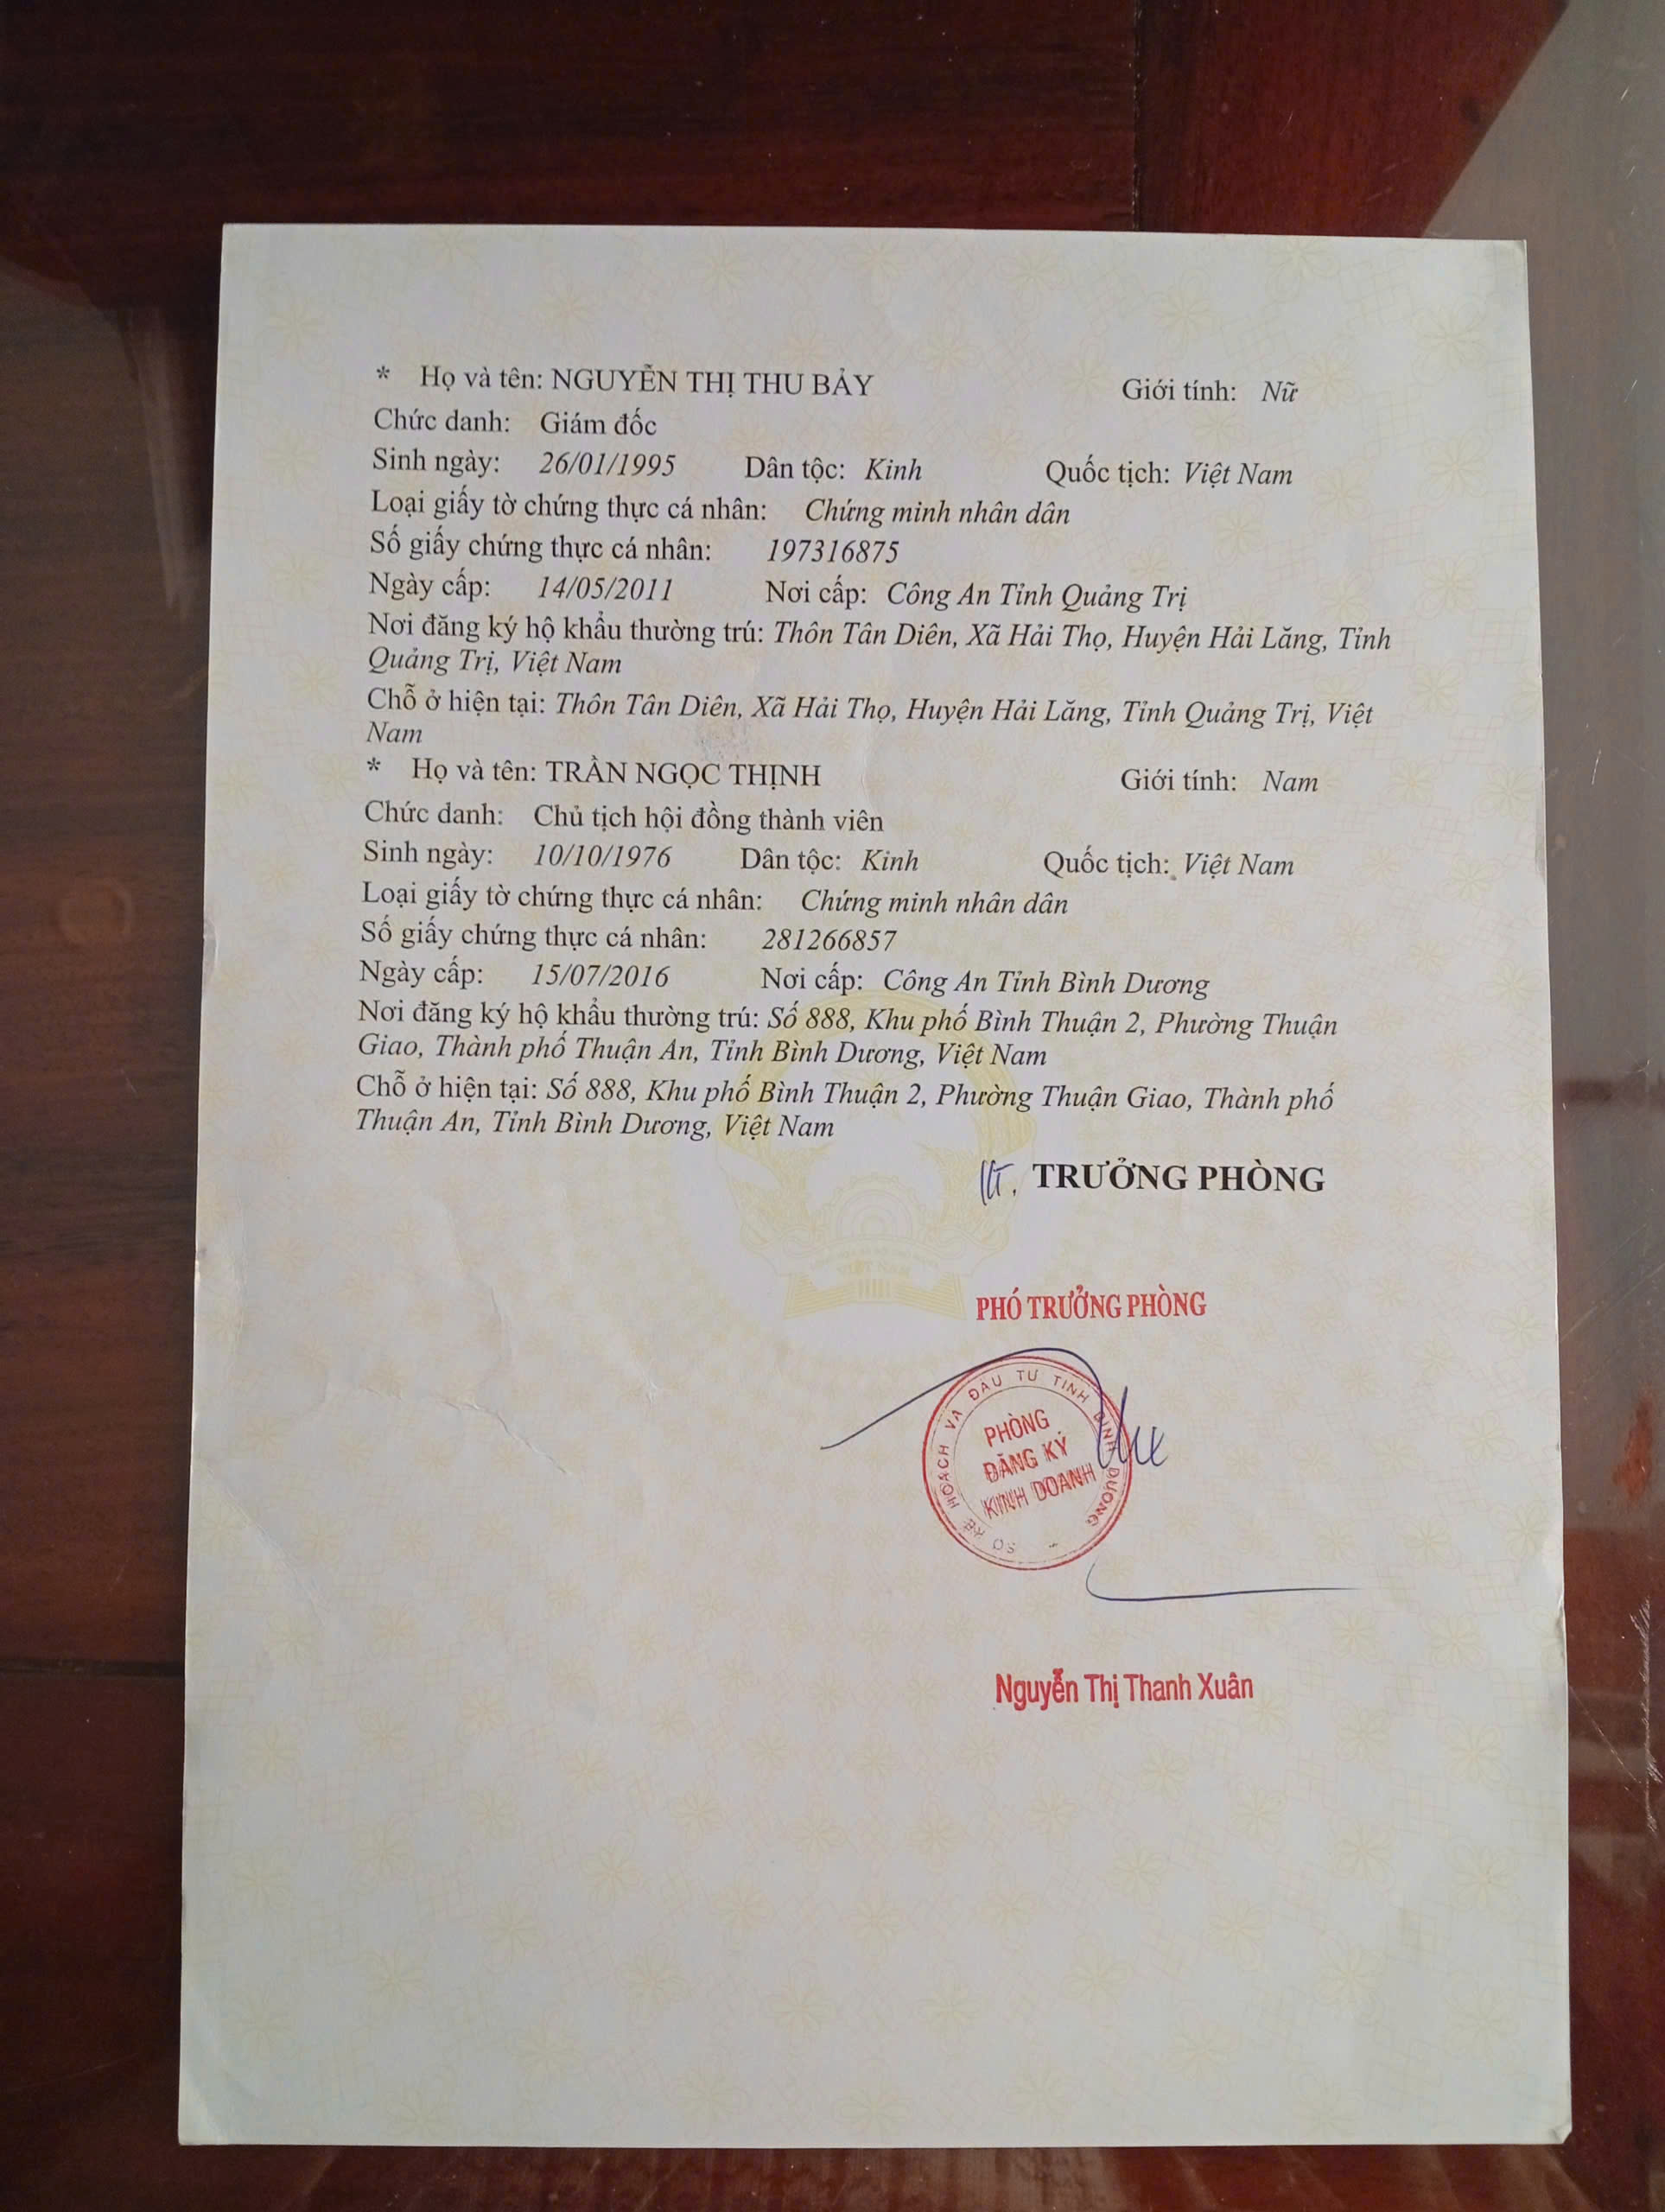 * Họ và tên: NGUYỄN THỊ THU BẢY Giới tính: Nữ
Chức danh: Giám đốc
Sinh ngày: 26/01/1995 Dân tộc: Kinh Quốc tịch: Việt Nam
Loại giấy tờ chứng thực cá nhân: Chứng minh nhân dân
Số giấy chứng thực cá nhân: 197316875
Ngày cấp: 14/05/2011 Nơi cấp: Công An Tỉnh Quảng Trị
Nơi đăng ký hộ khẩu thường trú: Thôn Tân Diên, Xã Hải Thọ, Huyện Hải Lăng, Tỉnh
Quảng Trị, Việt Nam
Chỗ ở hiện tại: Thôn Tân Diên, Xã Hải Thọ, Huyện Hải Lăng, Tỉnh Quảng Trị, Việt
Nam
* Họ và tên: TRẦN NGỌC THỊNH Giới tính: Nam
Chức danh: Chủ tịch hội đồng thành viên
Sinh ngày: 10/10/1976 Dân tộc: Kinh Quốc tịch: Việt Nam
Loại giấy tờ chứng thực cá nhân: Chứng minh nhân dân
Số giấy chứng thực cá nhân: 281266857
Ngày cấp: 15/07/2016 Nơi cấp: Công An Tỉnh Bình Dương
Nơi đăng ký hộ khẩu thường trú: Số 888, Khu phố Bình Thuận 2, Phường Thuận
Giao, Thành phố Thuận An, Tỉnh Bình Dương, Việt Nam
Chỗ ở hiện tại: Số 888, Khu phố Bình Thuận 2, Phường Thuận Giao, Thành phố
Thuận An, Tỉnh Bình Dương, Việt Nam
KT. TRƯỞNG PHÒNG
PHÓ TRƯỞNG PHÒNG
SỞ KẾ HOẠCH VÀ ĐẦU TƯ TỈNH BÌNH DƯƠNG
PHÒNG
ĐĂNG KÝ
KINH DOANH
Nguyễn Thị Thanh Xuân